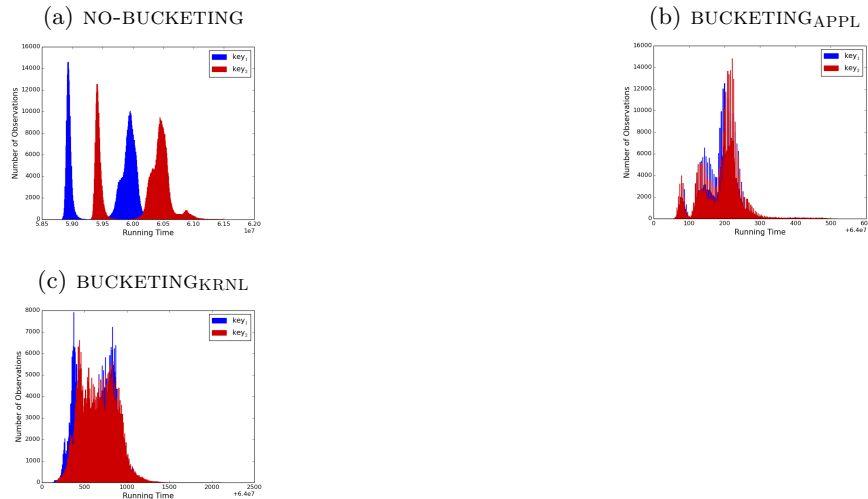 (a) NO-BUCKETING
(b) BUCKETING_APPL
16000
14000
12000
10000
8000
6000
4000
2000
0
Number of Observations
key₁
key₂
5.85 5.90 5.95 6.00 6.05 6.10 6.15 6.20
1e7
Running Time
16000
14000
12000
10000
8000
6000
4000
2000
0
Number of Observations
key₁
key₂
0 100 200 300 400 500 600
+6.4e7
Running Time
(c) BUCKETING_KRNL
8000
7000
6000
5000
4000
3000
2000
1000
0
Number of Observations
key₁
key₂
0 500 1000 1500 2000 2500
+6.4e7
Running Time